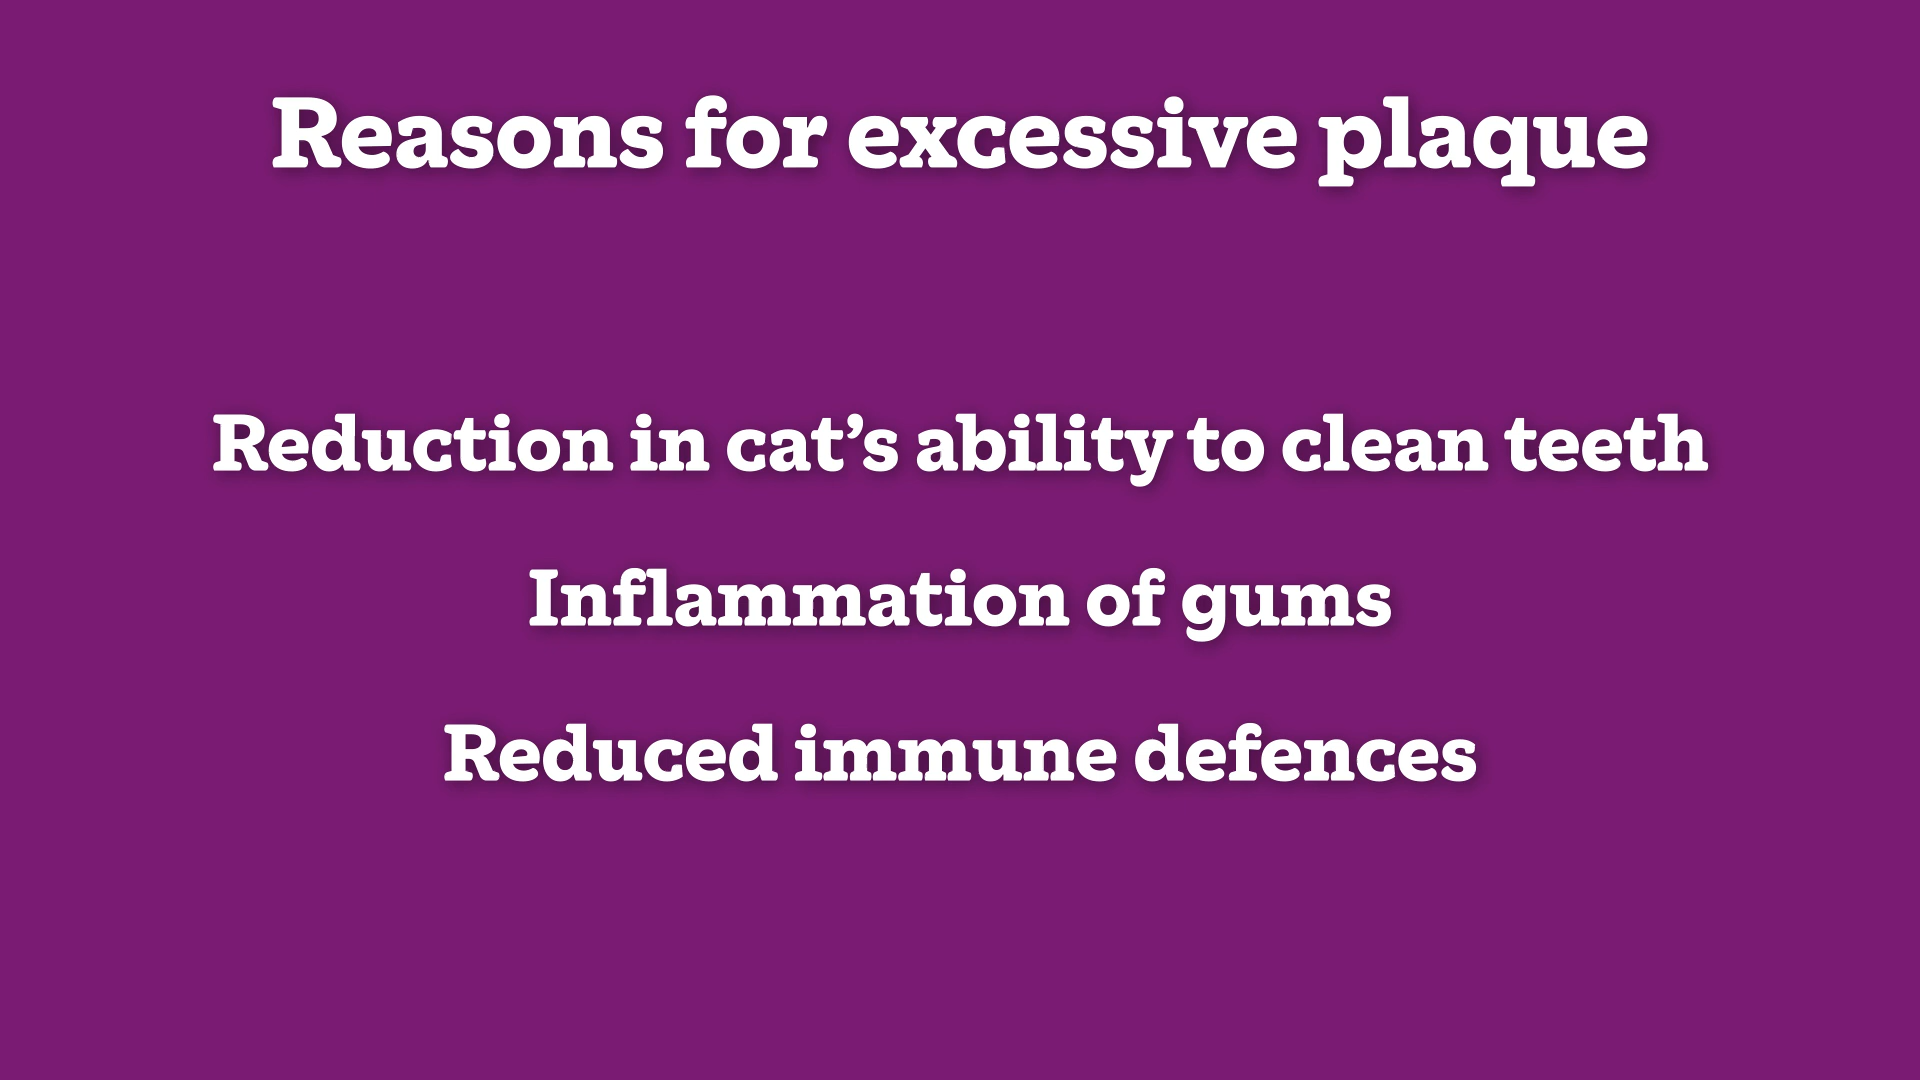 Reasons for excessive plaque
Reduction in cat’s ability to clean teeth
Inflammation of gums
Reduced immune defences